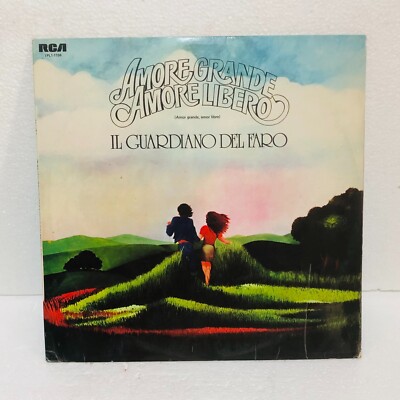 RCA
AMORE GRANDE
AMORE LIBERO
(Amor grande, amor libre)
IL GUARDIANO DEL FARO